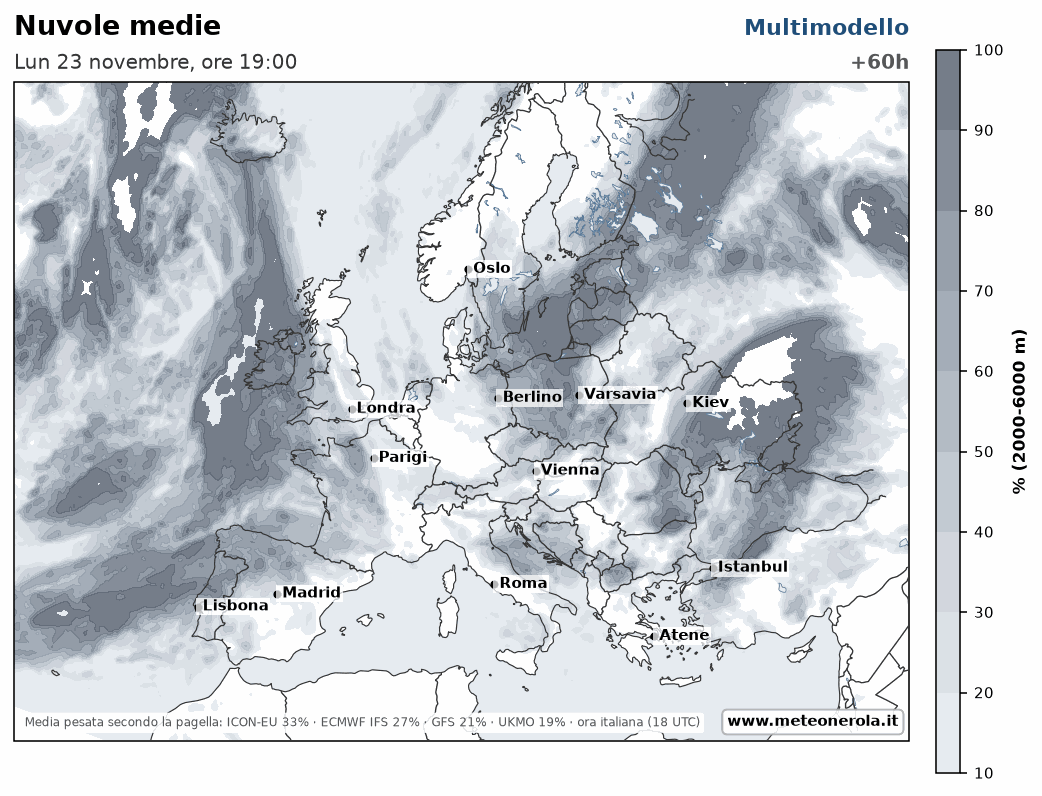 Nuvole medie
Multimodello
Lun 23 novembre, ore 19:00
+60h
100
90
80
70
60
50
40
30
20
10
% (2000-6000 m)
Oslo
Berlino
Varsavia
Kiev
Londra
Parigi
Vienna
Istanbul
Roma
Madrid
Lisbona
Atene
Media pesata secondo la pagella: ICON-EU 33% · ECMWF IFS 27% · GFS 21% · UKMO 19% · ora italiana (18 UTC)
www.meteonerola.it